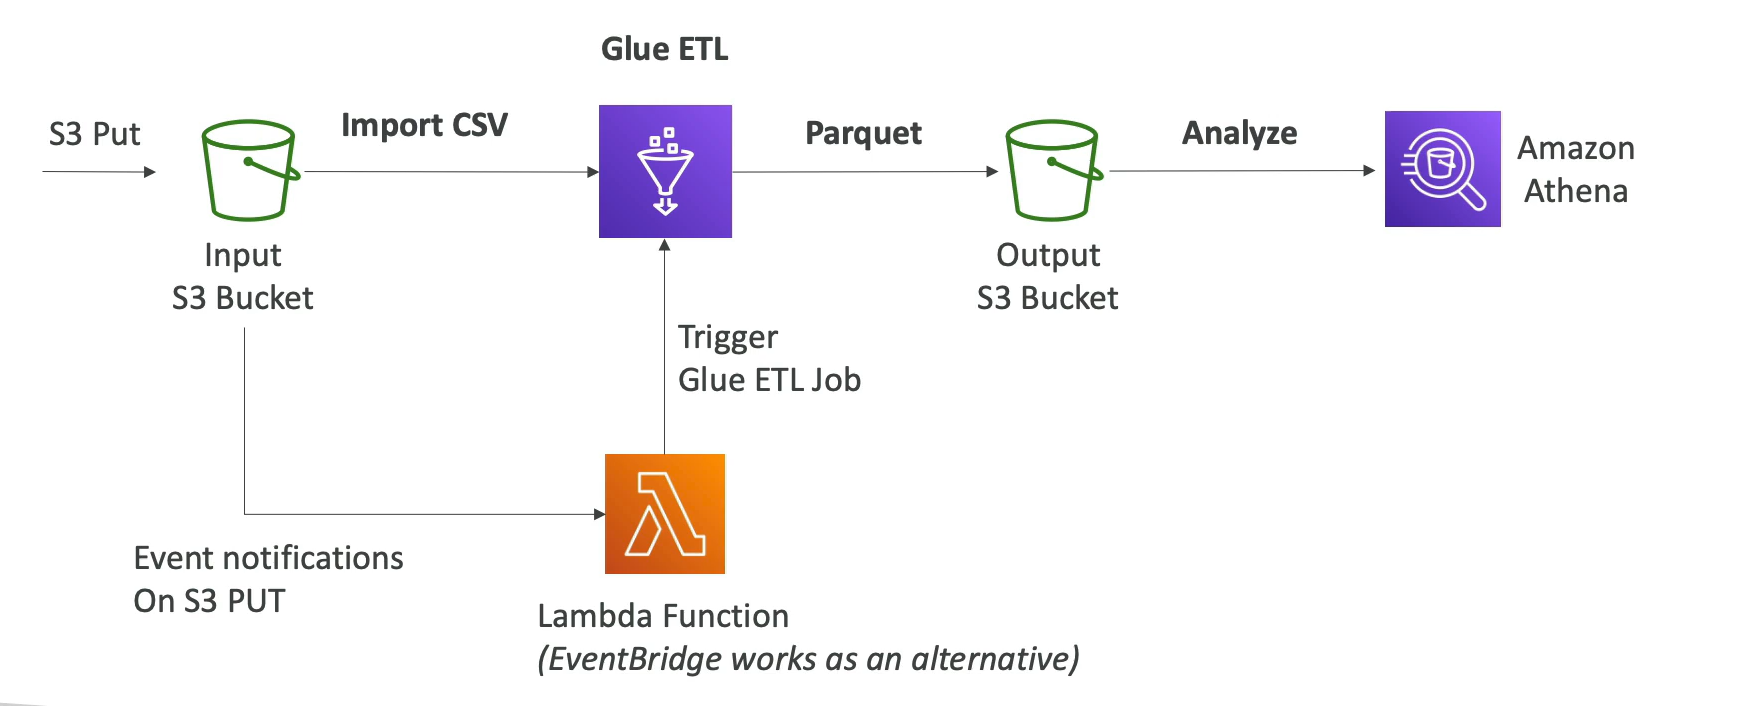 Glue ETL
S3 Put
Import CSV
Parquet
Analyze
Amazon
Athena
Input
S3 Bucket
Output
S3 Bucket
Trigger
Glue ETL Job
Event notifications
On S3 PUT
Lambda Function
(EventBridge works as an alternative)